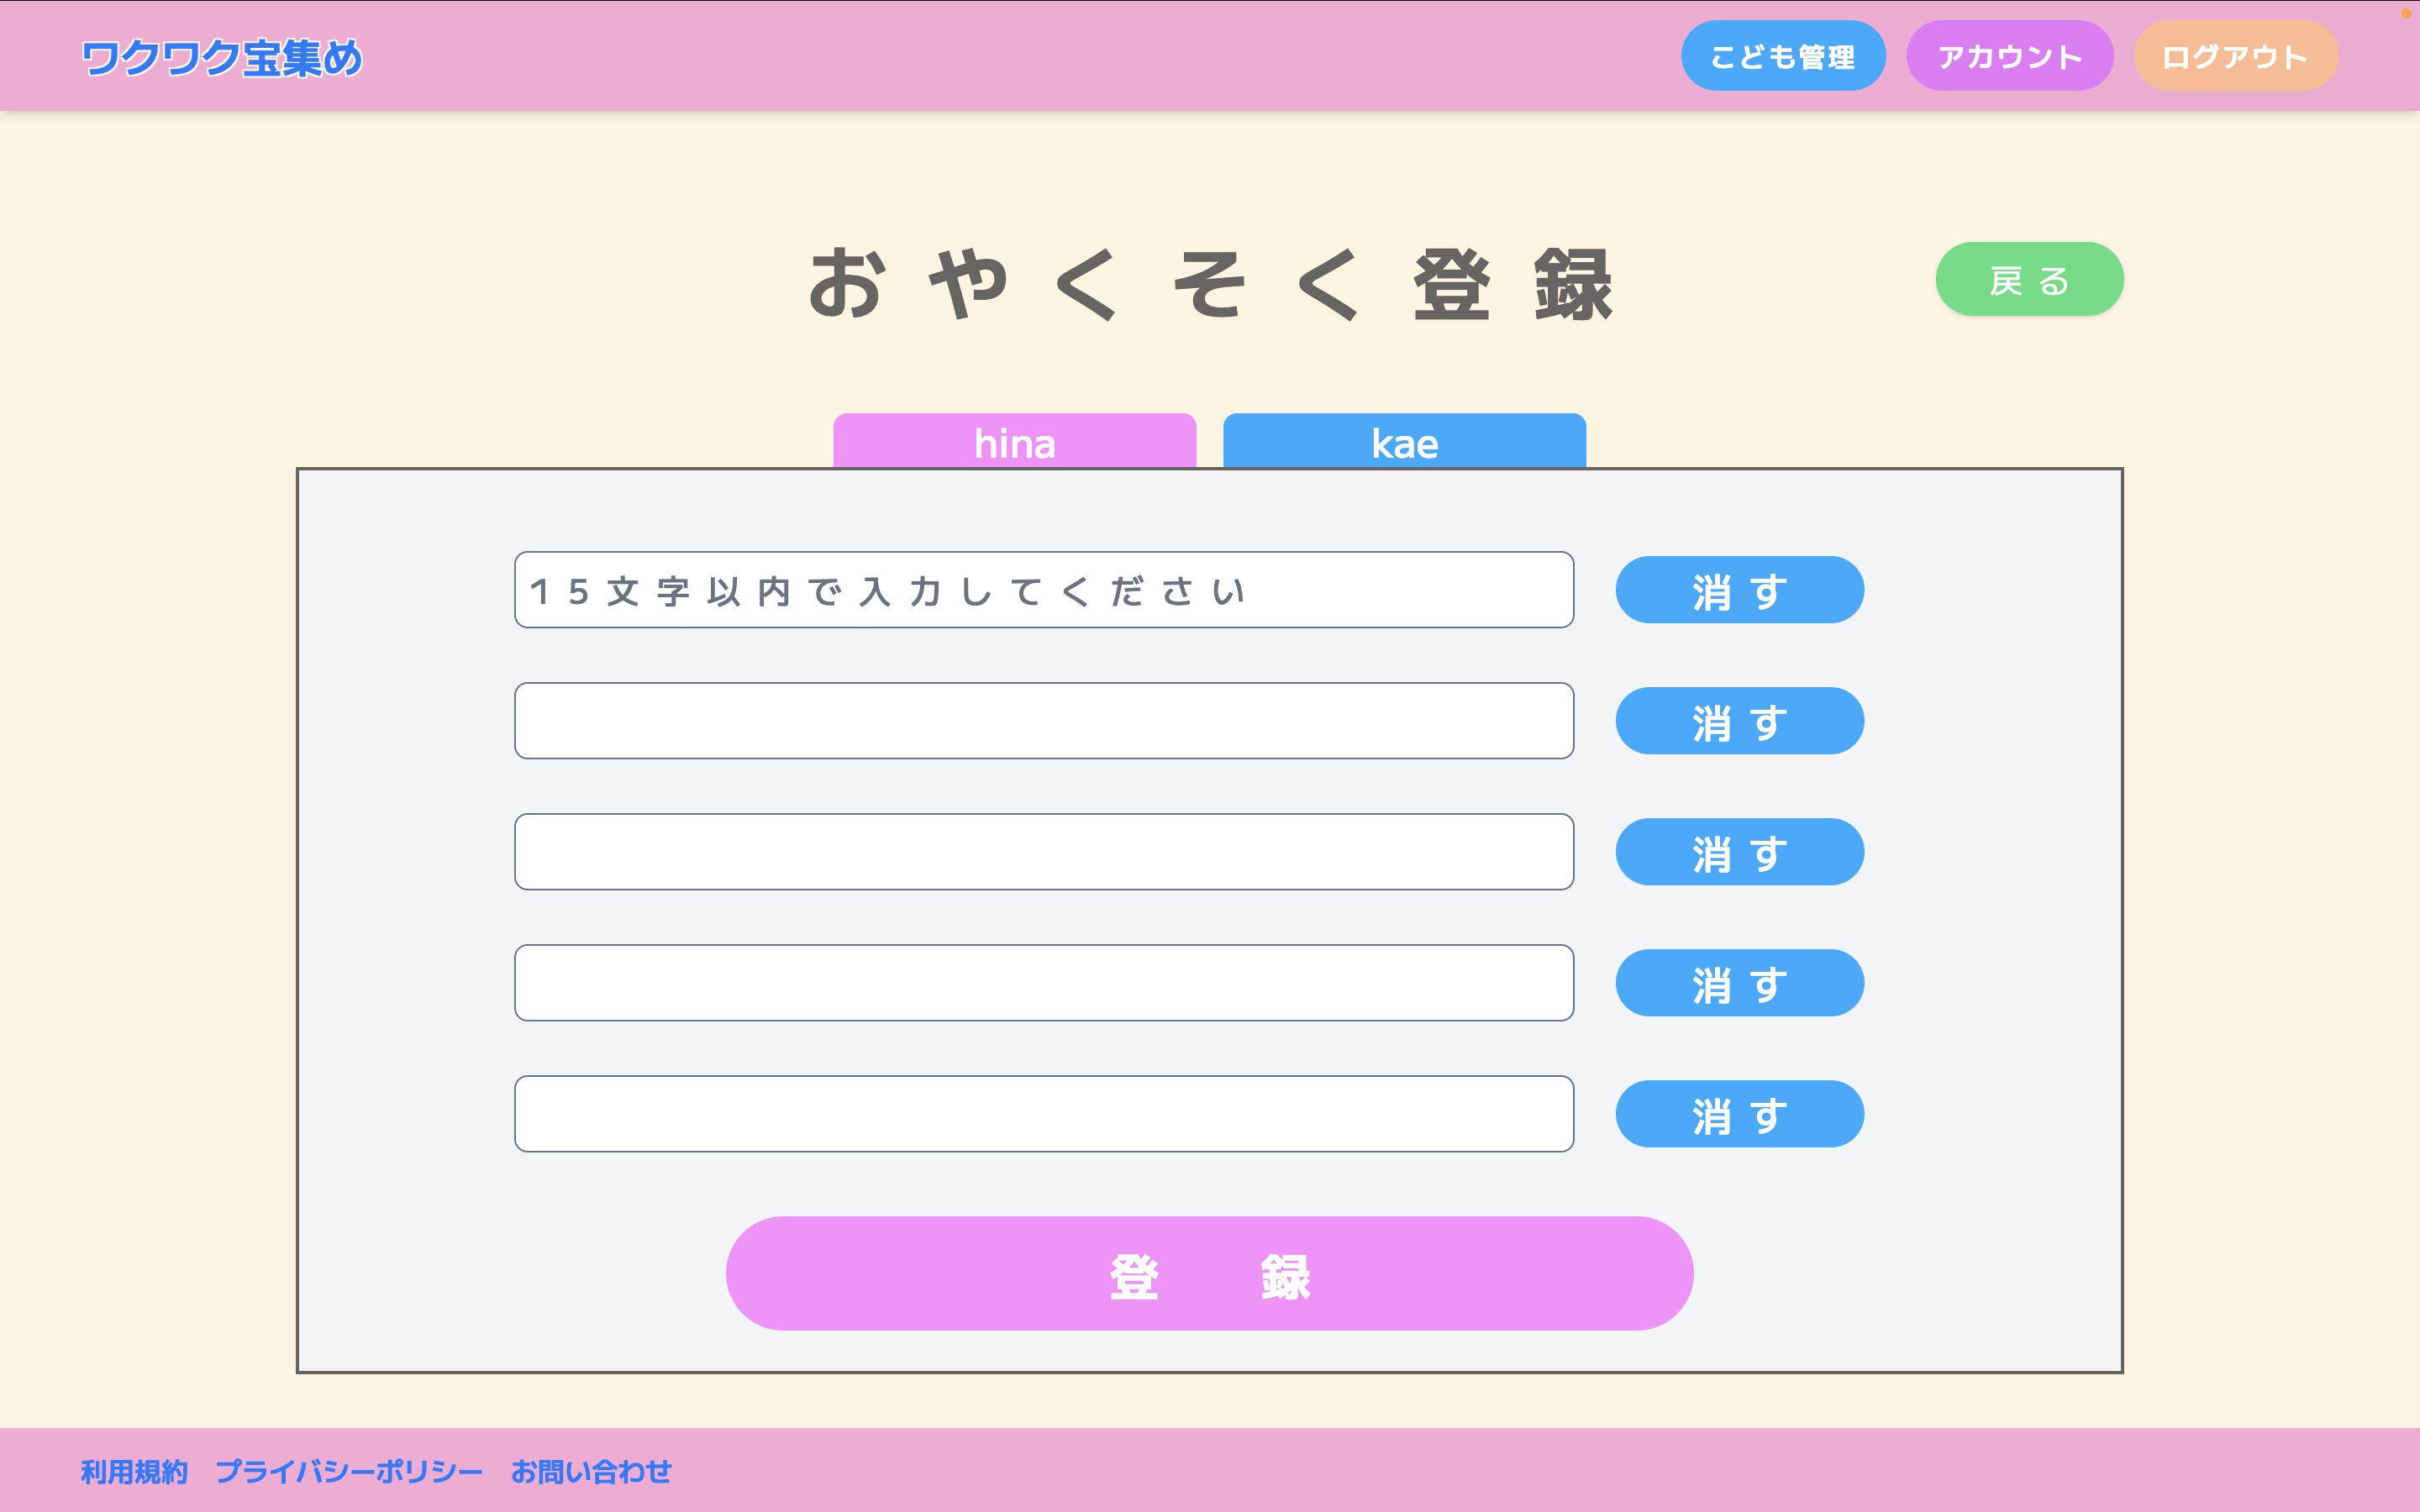 ワクワク宝集め
こども管理 アカウント ログアウト
おやくそく登録
戻る
hina kae
15文字以内で入力してください 消す
消す
消す
消す
消す
登録
利用規約 プライバシーポリシー お問い合わせ